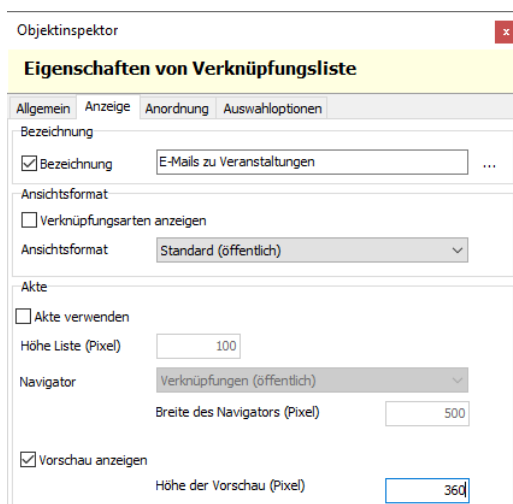 Objektinspektor
x
Eigenschaften von Verknüpfungsliste
Allgemein Anzeige Anordnung Auswahloptionen
Bezeichnung
Bezeichnung E-Mails zu Veranstaltungen ...
Ansichtsformat
Verknüpfungsarten anzeigen
Ansichtsformat Standard (öffentlich)
Akte
Akte verwenden
Höhe Liste (Pixel) 100
Navigator Verknüpfungen (öffentlich)
Breite des Navigators (Pixel) 500
Vorschau anzeigen
Höhe der Vorschau (Pixel) 360